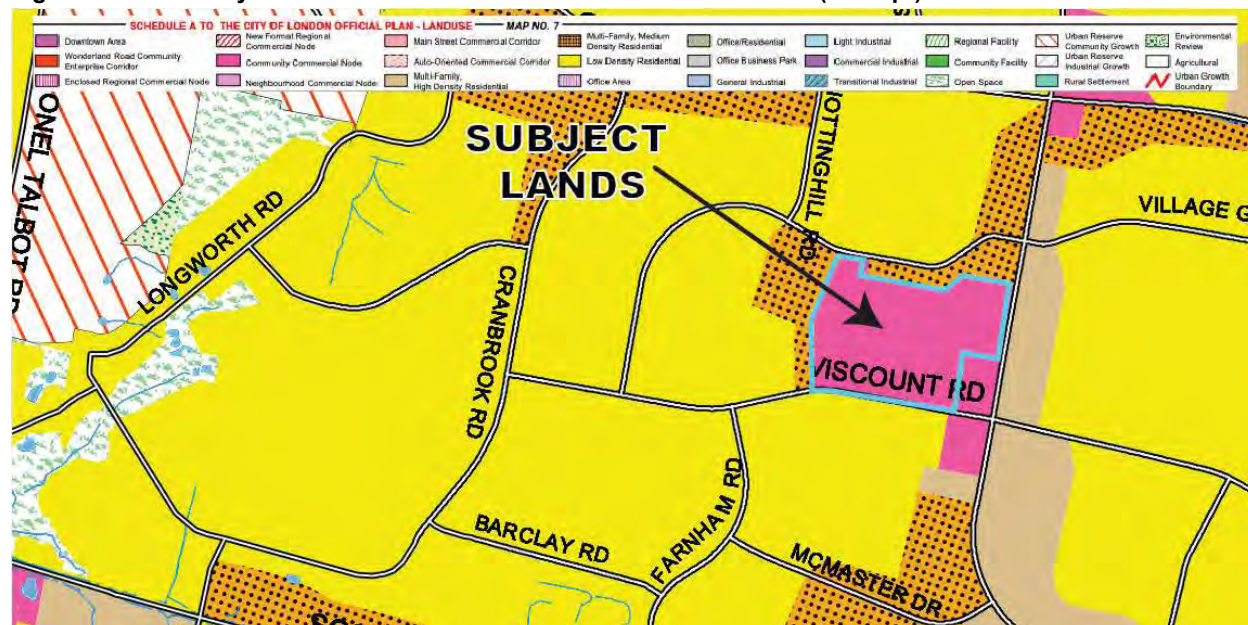 SCHEDULE A TO THE CITY OF LONDON OFFICIAL PLAN - LANDUSE MAP NO. 7
Downtown Area
Wonderland Road Community
Enterprise Corridor
Enclosed Regional Commercial Node
New Format Regional
Commercial Node
Community Commercial Node
Neighbourhood Commercial Node
Main Street Commercial Corridor
Auto-Oriented Commercial Corridor
Multi-Family,
High Density Residential
Multi-Family, Medium
Density Residential
Low Density Residential
Office Area
Office/Residential
Office Business Park
General Industrial
Light Industrial
Commercial Industrial
Transitional Industrial
Regional Facility
Community Facility
Open Space
Urban Reserve
Community Growth
Urban Reserve
Industrial Growth
Rural Settlement
Environmental
Review
Agricultural
Urban Growth
Boundary
SUBJECT
LANDS
ONEL TALBOT
LONGWORTH RD
CRANBROOK RD
OTTINGHILL RD
VILLAGE G
VISCOUNT RD
BARCLAY RD
FARNHAM RD
MCMASTER DR